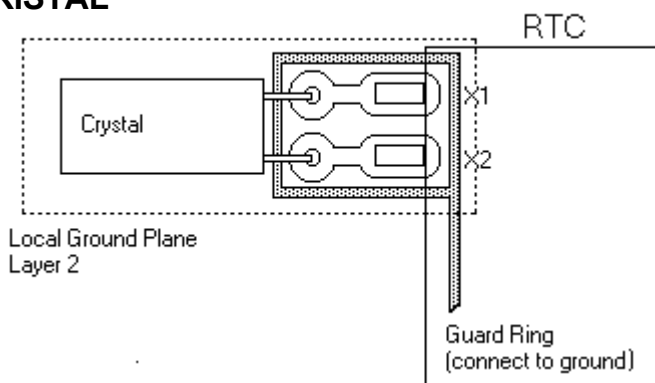 RTC
Crystal
X1
X2
Local Ground Plane
Layer 2
Guard Ring
(connect to ground)